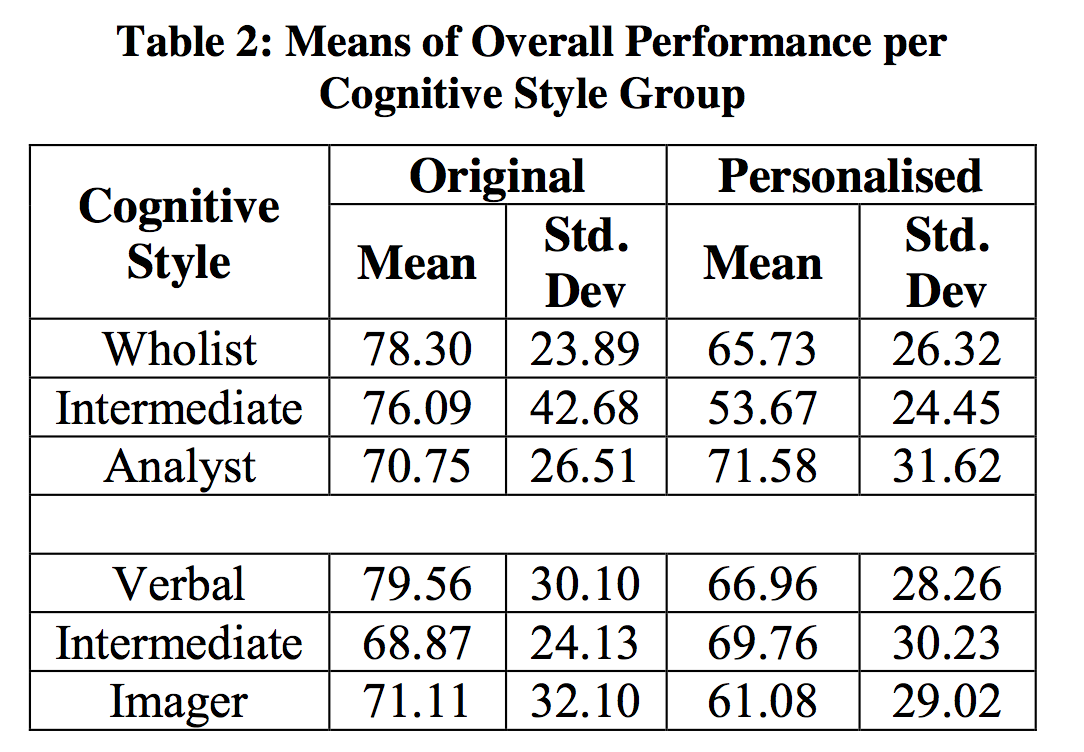 Table 2: Means of Overall Performance per
Cognitive Style Group
Cognitive Style Original Personalised
Mean Std. Dev Mean Std. Dev
Wholist 78.30 23.89 65.73 26.32
Intermediate 76.09 42.68 53.67 24.45
Analyst 70.75 26.51 71.58 31.62
Verbal 79.56 30.10 66.96 28.26
Intermediate 68.87 24.13 69.76 30.23
Imager 71.11 32.10 61.08 29.02